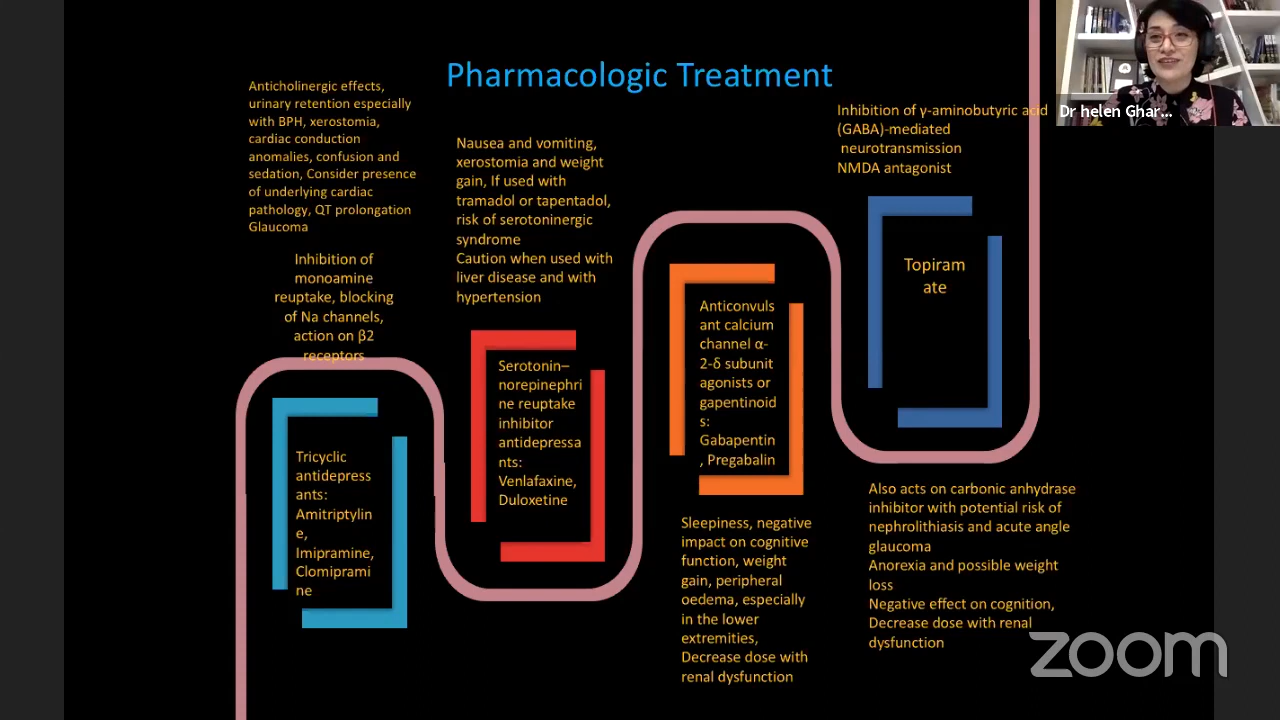 Pharmacologic Treatment
Anticholinergic effects,
urinary retention especially
with BPH, xerostomia,
cardiac conduction
anomalies, confusion and
sedation, Consider presence
of underlying cardiac
pathology, QT prolongation
Glaucoma
Inhibition of
monoamine
reuptake, blocking
of Na channels,
action on β2
receptors
Tricyclic
antidepress
ants:
Amitriptylin
e,
Imipramine,
Clomiprami
ne
Nausea and vomiting,
xerostomia and weight
gain, If used with
tramadol or tapentadol,
risk of serotoninergic
syndrome
Caution when used with
liver disease and with
hypertension
Serotonin–
norepinephri
ne reuptake
inhibitor
antidepressa
nts:
Venlafaxine,
Duloxetine
Anticonvuls
ant calcium
channel α-
2-δ subunit
agonists or
gapentinoid
s:
Gabapentin
, Pregabalin
Sleepiness, negative
impact on cognitive
function, weight
gain, peripheral
oedema, especially
in the lower
extremities,
Decrease dose with
renal dysfunction
Inhibition of γ-aminobutyric acid
(GABA)-mediated
neurotransmission
NMDA antagonist
Topiram
ate
Also acts on carbonic anhydrase
inhibitor with potential risk of
nephrolithiasis and acute angle
glaucoma
Anorexia and possible weight
loss
Negative effect on cognition,
Decrease dose with renal
dysfunction
Dr helen Ghar...
zoom